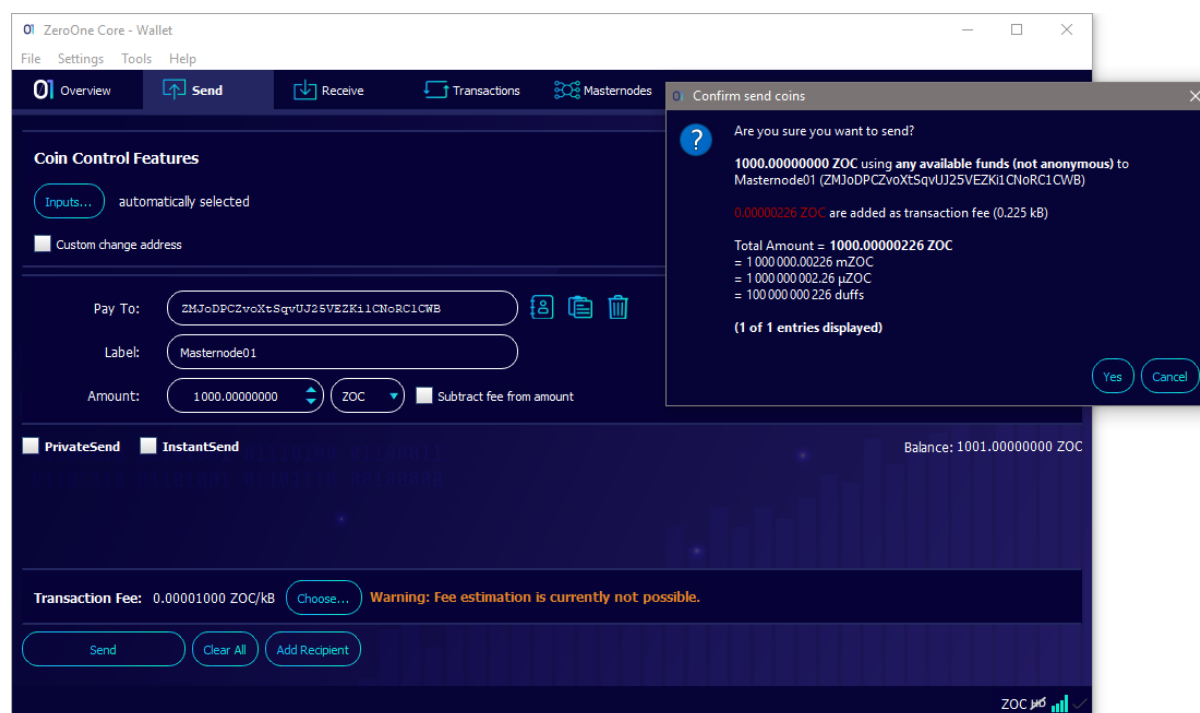 01 ZeroOne Core - Wallet
File Settings Tools Help
01 Overview Send Receive Transactions Masternodes
Coin Control Features
Inputs... automatically selected
Custom change address
Pay To: ZMJoDPCZvoXtSqvUJ25VEZKi1CNoRC1CWB
Label: Masternode01
Amount: 1000.00000000 ZOC Subtract fee from amount
PrivateSend InstantSend Balance: 1001.00000000 ZOC
Transaction Fee: 0.00001000 ZOC/kB Choose... Warning: Fee estimation is currently not possible.
Send Clear All Add Recipient
ZOC HD
01 Confirm send coins
Are you sure you want to send?
1000.00000000 ZOC using any available funds (not anonymous) to
Masternode01 (ZMJoDPCZvoXtSqvUJ25VEZKi1CNoRC1CWB)
0.00000226 ZOC are added as transaction fee (0.225 kB)
Total Amount = 1000.00000226 ZOC
= 1 000 000.00226 mZOC
= 1 000 000 002.26 µZOC
= 100 000 000 226 duffs
(1 of 1 entries displayed)
Yes Cancel